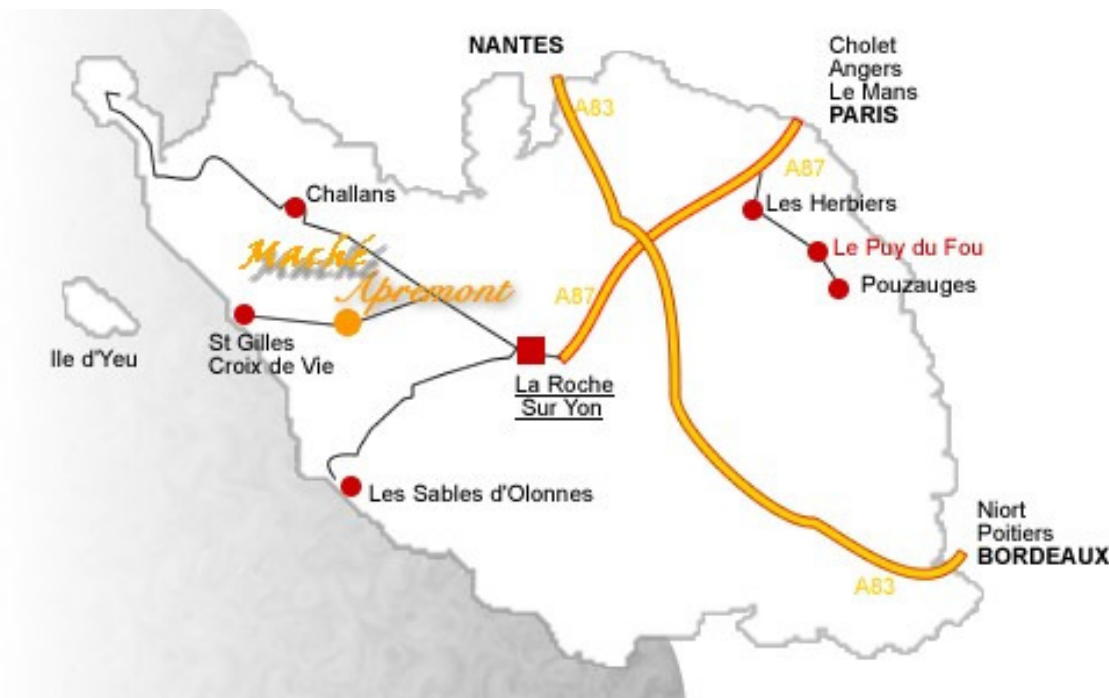 NANTES
Cholet
Angers
Le Mans
PARIS
A83
A87
Challans
Les Herbiers
Maché
Le Puy du Fou
Apremont
Pouzauges
A87
Ile d'Yeu
St Gilles
Croix de Vie
La Roche
Sur Yon
Les Sables d'Olonnes
Niort
Poitiers
BORDEAUX
A83